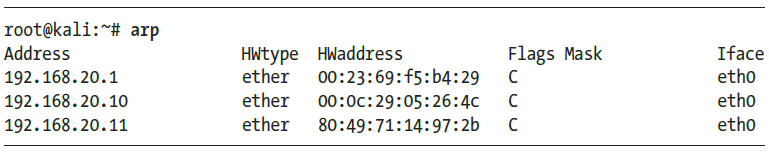 root@kali:~# arp
Address HWtype HWaddress Flags Mask Iface
192.168.20.1 ether 00:23:69:f5:b4:29 C eth0
192.168.20.10 ether 00:0c:29:05:26:4c C eth0
192.168.20.11 ether 80:49:71:14:97:2b C eth0